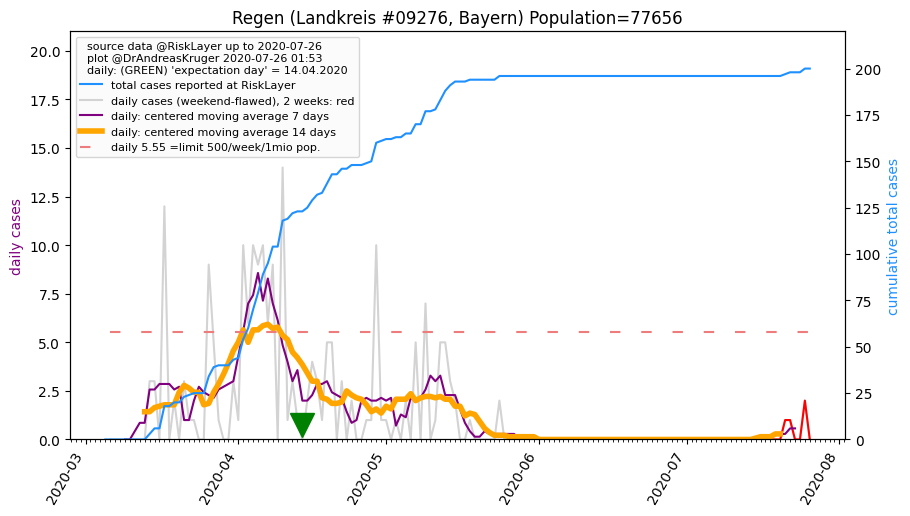 Regen (Landkreis #09276, Bayern) Population=77656
source data @RiskLayer up to 2020-07-26
plot @DrAndreasKruger 2020-07-26 01:53
daily: (GREEN) 'expectation day' = 14.04.2020
total cases reported at RiskLayer
daily cases (weekend-flawed), 2 weeks: red
daily: centered moving average 7 days
daily: centered moving average 14 days
daily 5.55 =limit 500/week/1mio pop.
daily cases
20.0
17.5
15.0
12.5
10.0
7.5
5.0
2.5
0.0
200
175
150
125
100
75
50
25
0
cumulative total cases
2020-03
2020-04
2020-05
2020-06
2020-07
2020-08